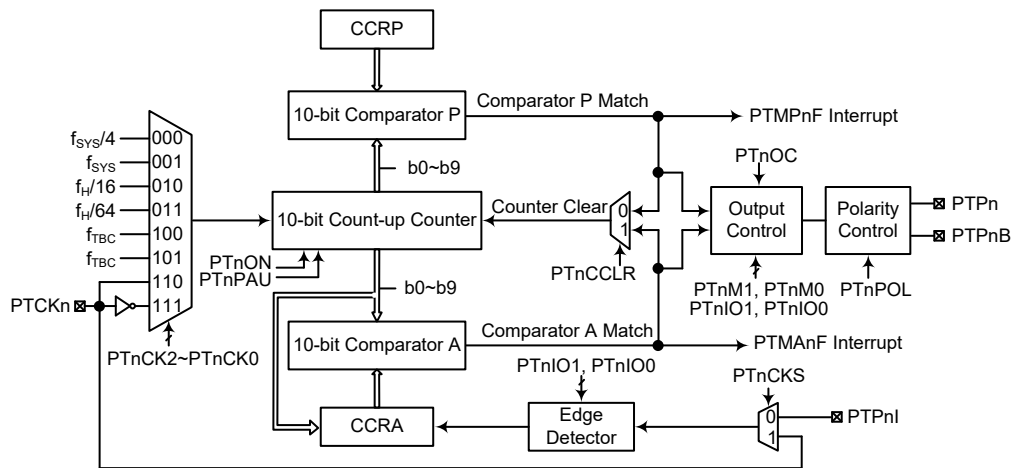 CCRP
10-bit Comparator P
Comparator P Match
PTMPnF Interrupt
b0~b9
fSYS/4
fSYS
fH/16
fH/64
fTBC
fTBC
000
001
010
011
100
101
110
111
PTCKn
PTnCK2~PTnCK0
10-bit Count-up Counter
PTnON
PTnPAU
Counter Clear
0
1
PTnCCLR
PTnOC
Output
Control
PTnM1, PTnM0
PTnIO1, PTnIO0
Polarity
Control
PTnPOL
PTPn
PTPnB
b0~b9
10-bit Comparator A
Comparator A Match
PTMAnF Interrupt
CCRA
PTnIO1, PTnIO0
Edge
Detector
PTnCKS
0
1
PTPnI